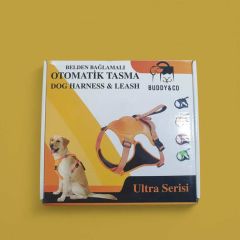 BELDEN BAĞLAMALI
OTOMATİK TASMA
DOG HARNESS & LEASH
BUDDY&CO
Ultra Serisi